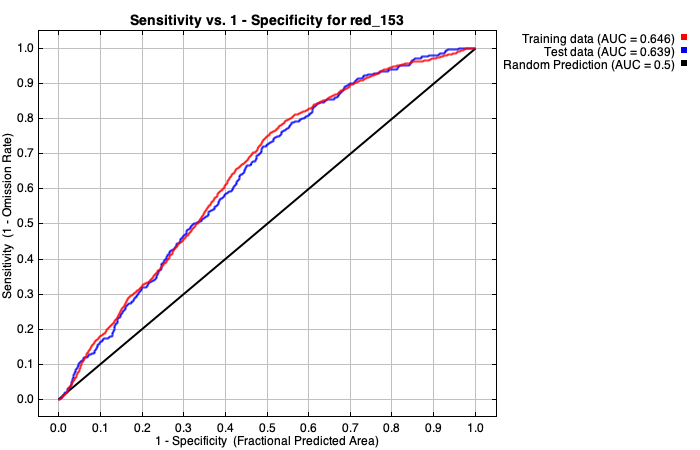 Sensitivity vs. 1 - Specificity for red_153
Training data (AUC = 0.646)
Test data (AUC = 0.639)
Random Prediction (AUC = 0.5)
Sensitivity (1 - Omission Rate)
1.0
0.9
0.8
0.7
0.6
0.5
0.4
0.3
0.2
0.1
0.0
0.0 0.1 0.2 0.3 0.4 0.5 0.6 0.7 0.8 0.9 1.0
1 - Specificity (Fractional Predicted Area)